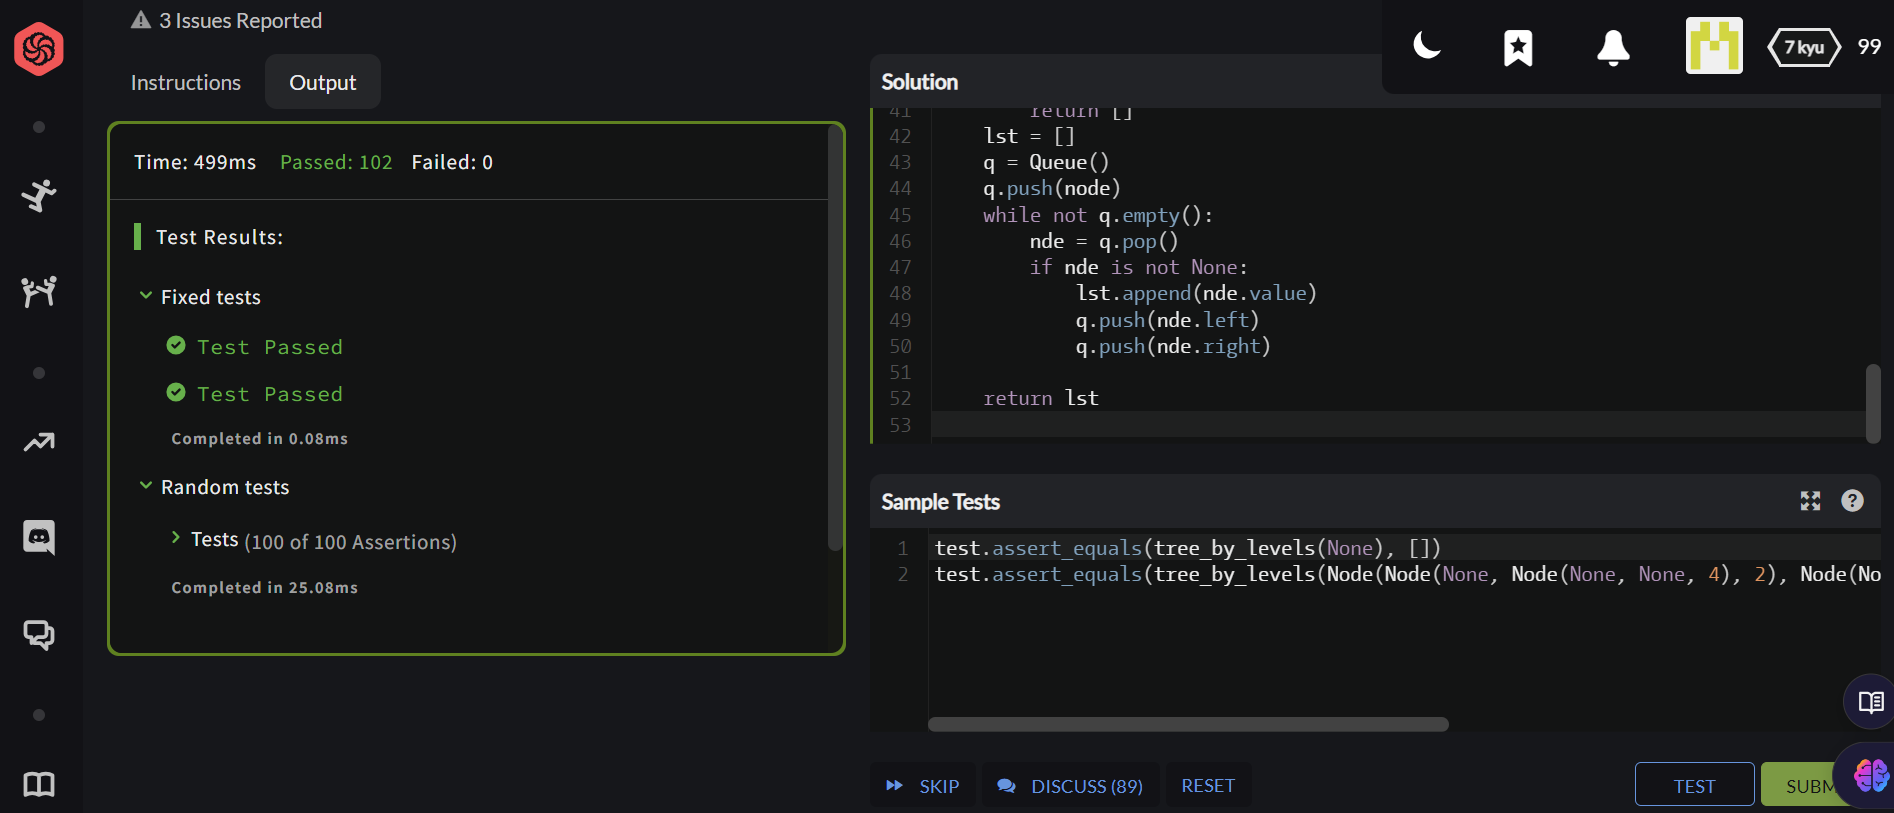 3 Issues Reported
7 kyu 99
Instructions Output
Time: 499ms Passed: 102 Failed: 0
Test Results:
Fixed tests
Test Passed
Test Passed
Completed in 0.08ms
Random tests
Tests (100 of 100 Assertions)
Completed in 25.08ms
Solution
41 return []
42 lst = []
43 q = Queue()
44 q.push(node)
45 while not q.empty():
46 nde = q.pop()
47 if nde is not None:
48 lst.append(nde.value)
49 q.push(nde.left)
50 q.push(nde.right)
51
52 return lst
53
Sample Tests
?
1 test.assert_equals(tree_by_levels(None), [])
2 test.assert_equals(tree_by_levels(Node(Node(None, Node(None, None, 4), 2), Node(No
SKIP DISCUSS (89) RESET TEST SUBM